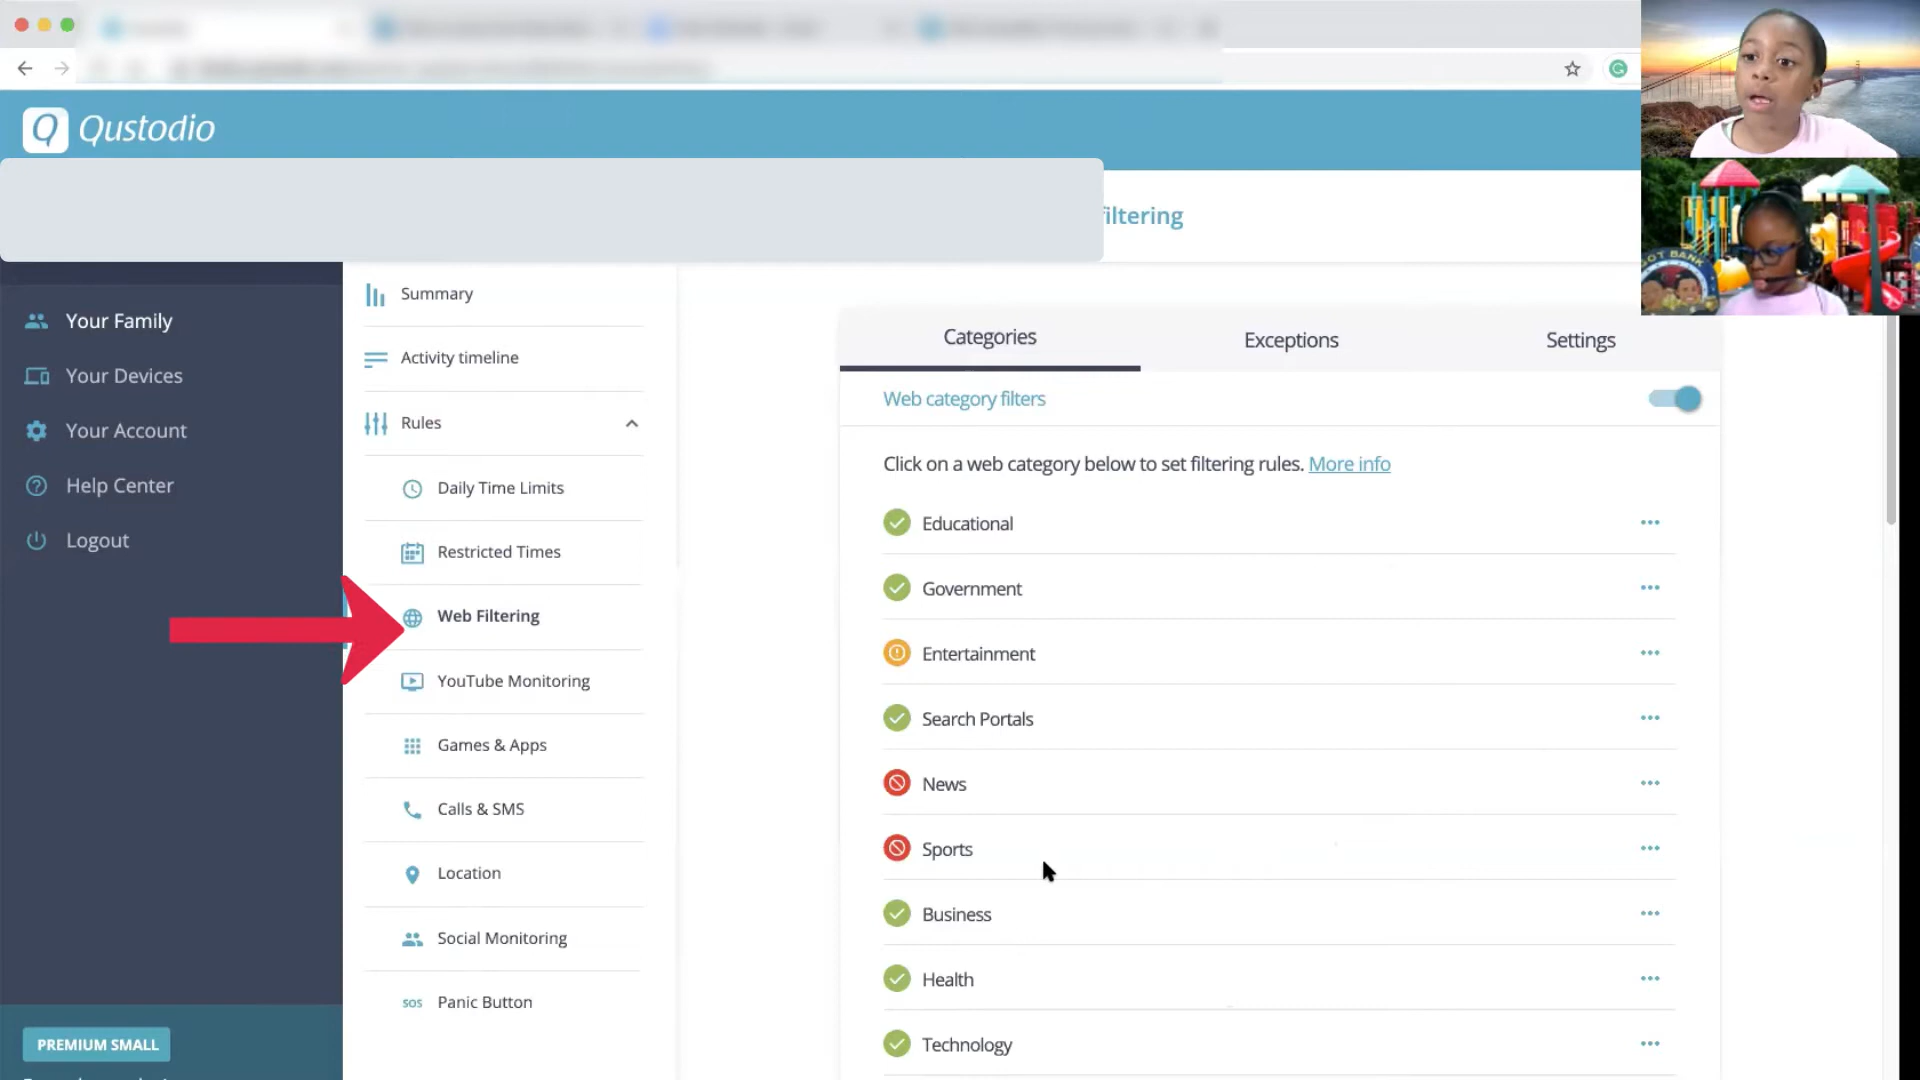 Qustodio
filtering
Your Family
Your Devices
Your Account
Help Center
Logout
PREMIUM SMALL
Summary
Activity timeline
Rules
Daily Time Limits
Restricted Times
Web Filtering
YouTube Monitoring
Games & Apps
Calls & SMS
Location
Social Monitoring
SOS Panic Button
Categories Exceptions Settings
Web category filters
Click on a web category below to set filtering rules. More info
Educational
Government
Entertainment
Search Portals
News
Sports
Business
Health
Technology
GOT BANK